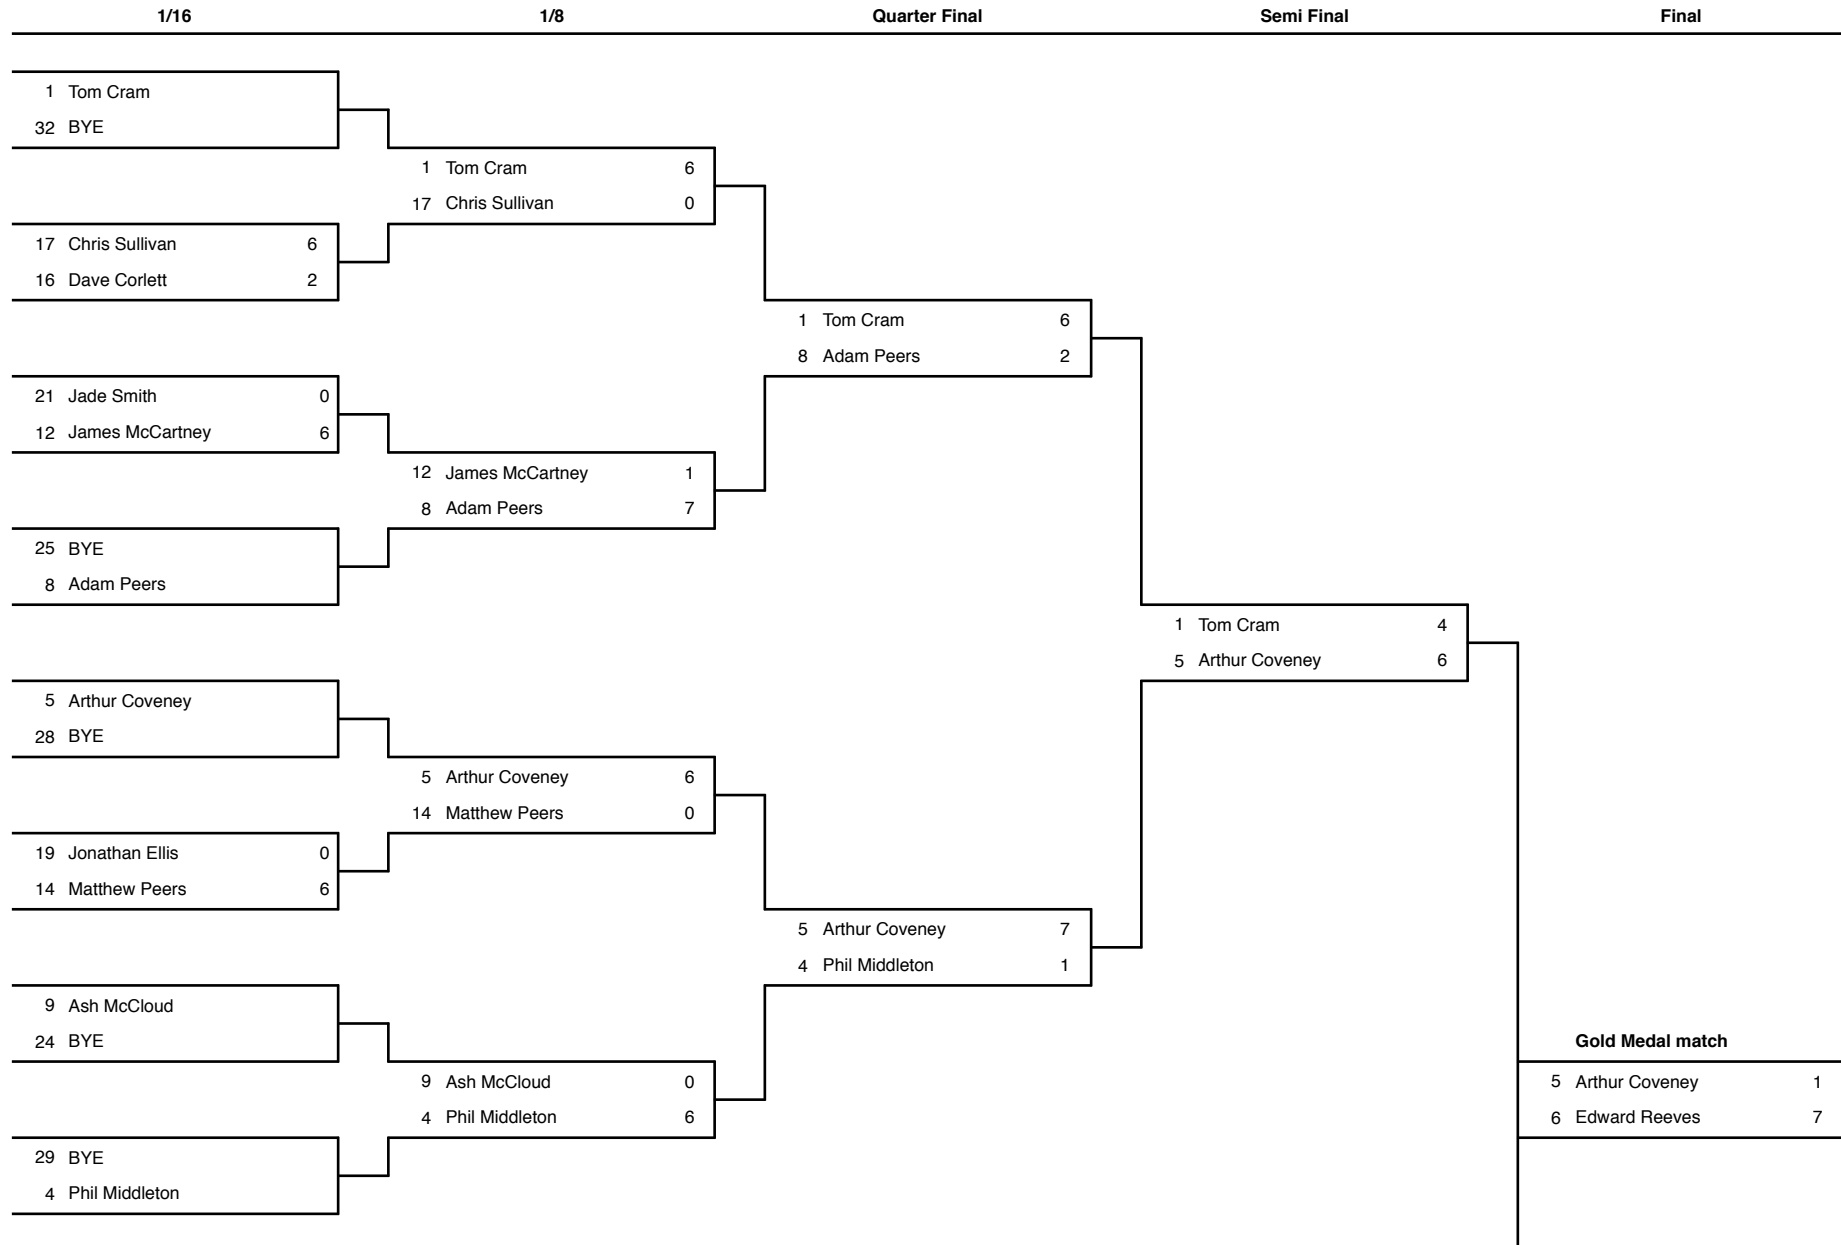 1/16 1/8 Quarter Final Semi Final Final
1 Tom Cram
32 BYE
1 Tom Cram 6
17 Chris Sullivan 0
17 Chris Sullivan 6
16 Dave Corlett 2
1 Tom Cram 6
8 Adam Peers 2
21 Jade Smith 0
12 James McCartney 6
12 James McCartney 1
8 Adam Peers 7
25 BYE
8 Adam Peers
1 Tom Cram 4
5 Arthur Coveney 6
5 Arthur Coveney
28 BYE
5 Arthur Coveney 6
14 Matthew Peers 0
19 Jonathan Ellis 0
14 Matthew Peers 6
5 Arthur Coveney 7
4 Phil Middleton 1
9 Ash McCloud
24 BYE
Gold Medal match
9 Ash McCloud 0
4 Phil Middleton 6
5 Arthur Coveney 1
6 Edward Reeves 7
29 BYE
4 Phil Middleton